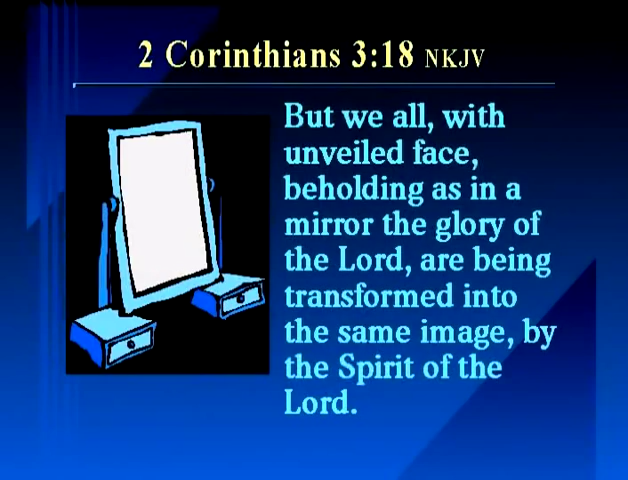 2 Corinthians 3:18 NKJV
But we all, with
unveiled face,
beholding as in a
mirror the glory of
the Lord, are being
transformed into
the same image, by
the Spirit of the
Lord.